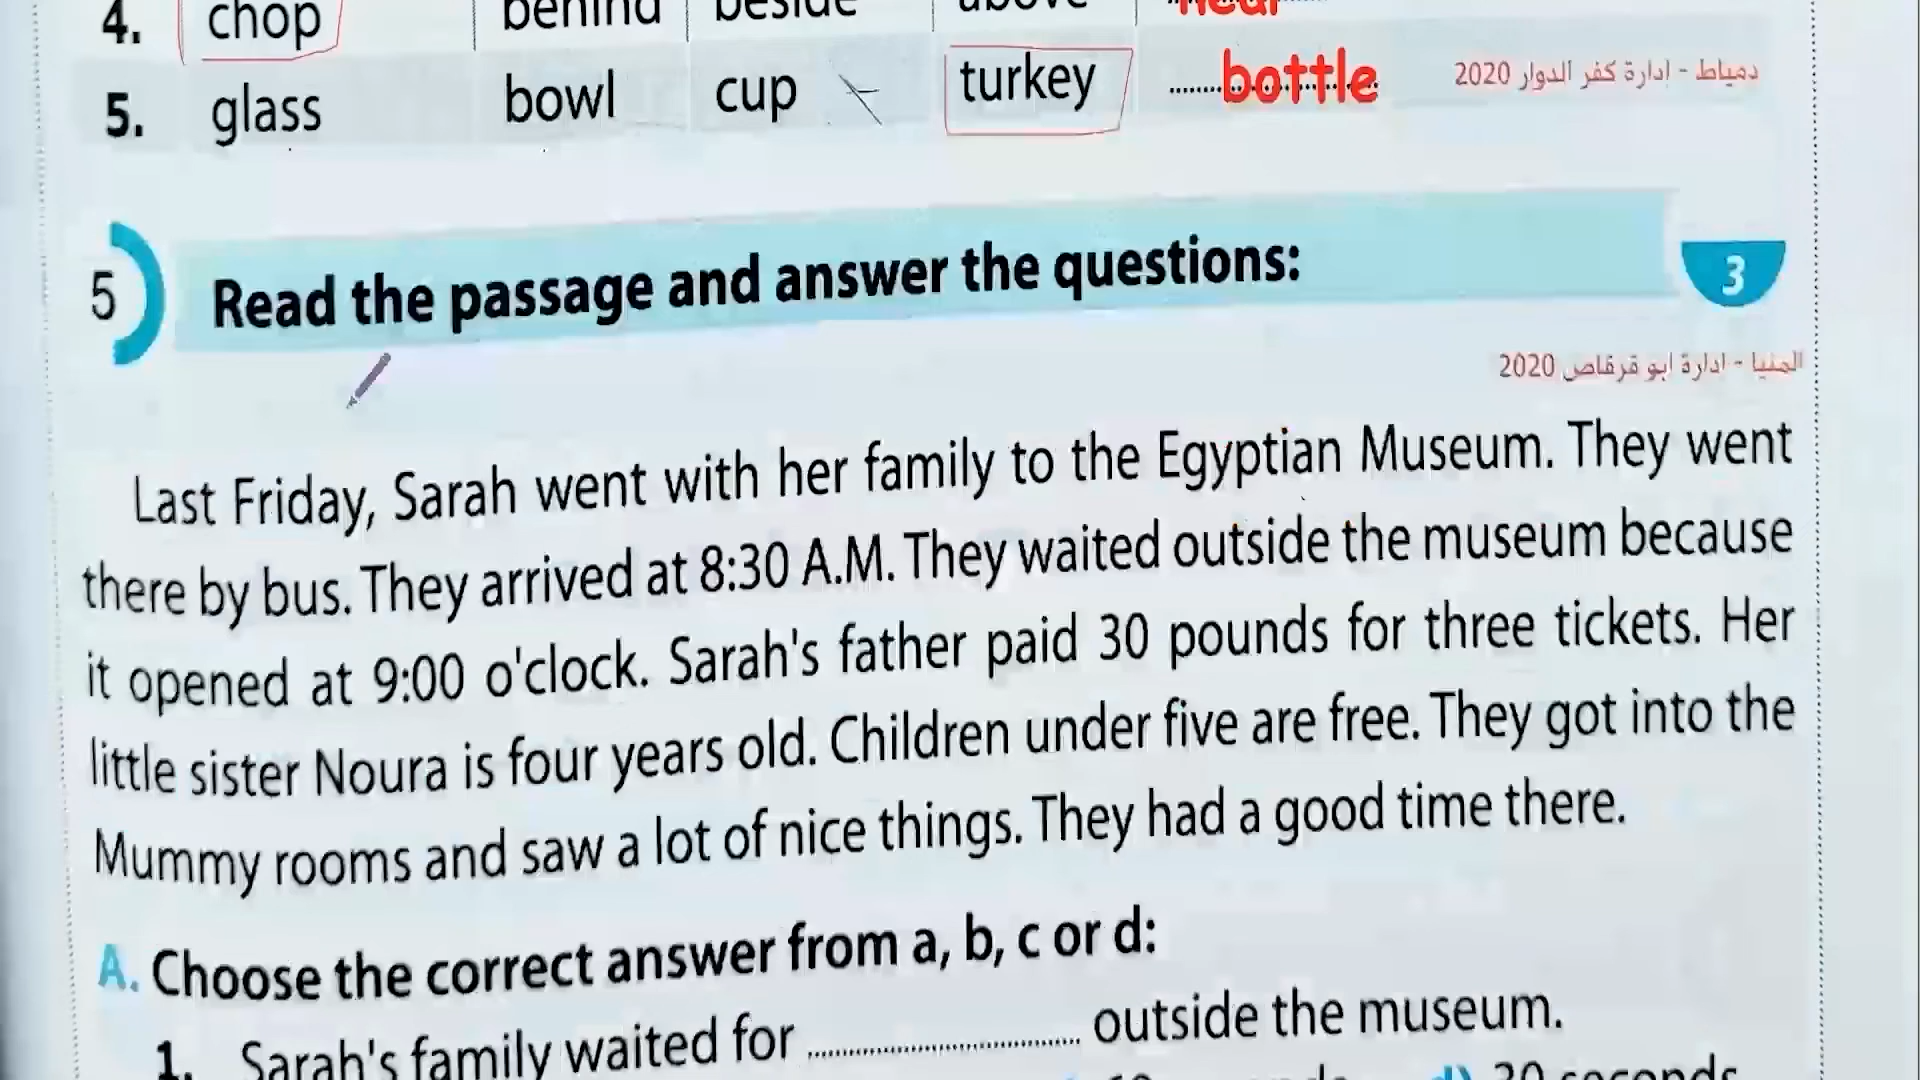 4. chop behind beside above near
5. glass bowl cup turkey ........bottle دمياط - ادارة كفر الدوار 2020
5 Read the passage and answer the questions: 3
المنيا - ادارة ابو قرقاص 2020
Last Friday, Sarah went with her family to the Egyptian Museum. They went
there by bus. They arrived at 8:30 A.M. They waited outside the museum because
it opened at 9:00 o'clock. Sarah's father paid 30 pounds for three tickets. Her
little sister Noura is four years old. Children under five are free. They got into the
Mummy rooms and saw a lot of nice things. They had a good time there.
A. Choose the correct answer from a, b, c or d:
1. Sarah's family waited for .............................. outside the museum.
d) 30 seconds